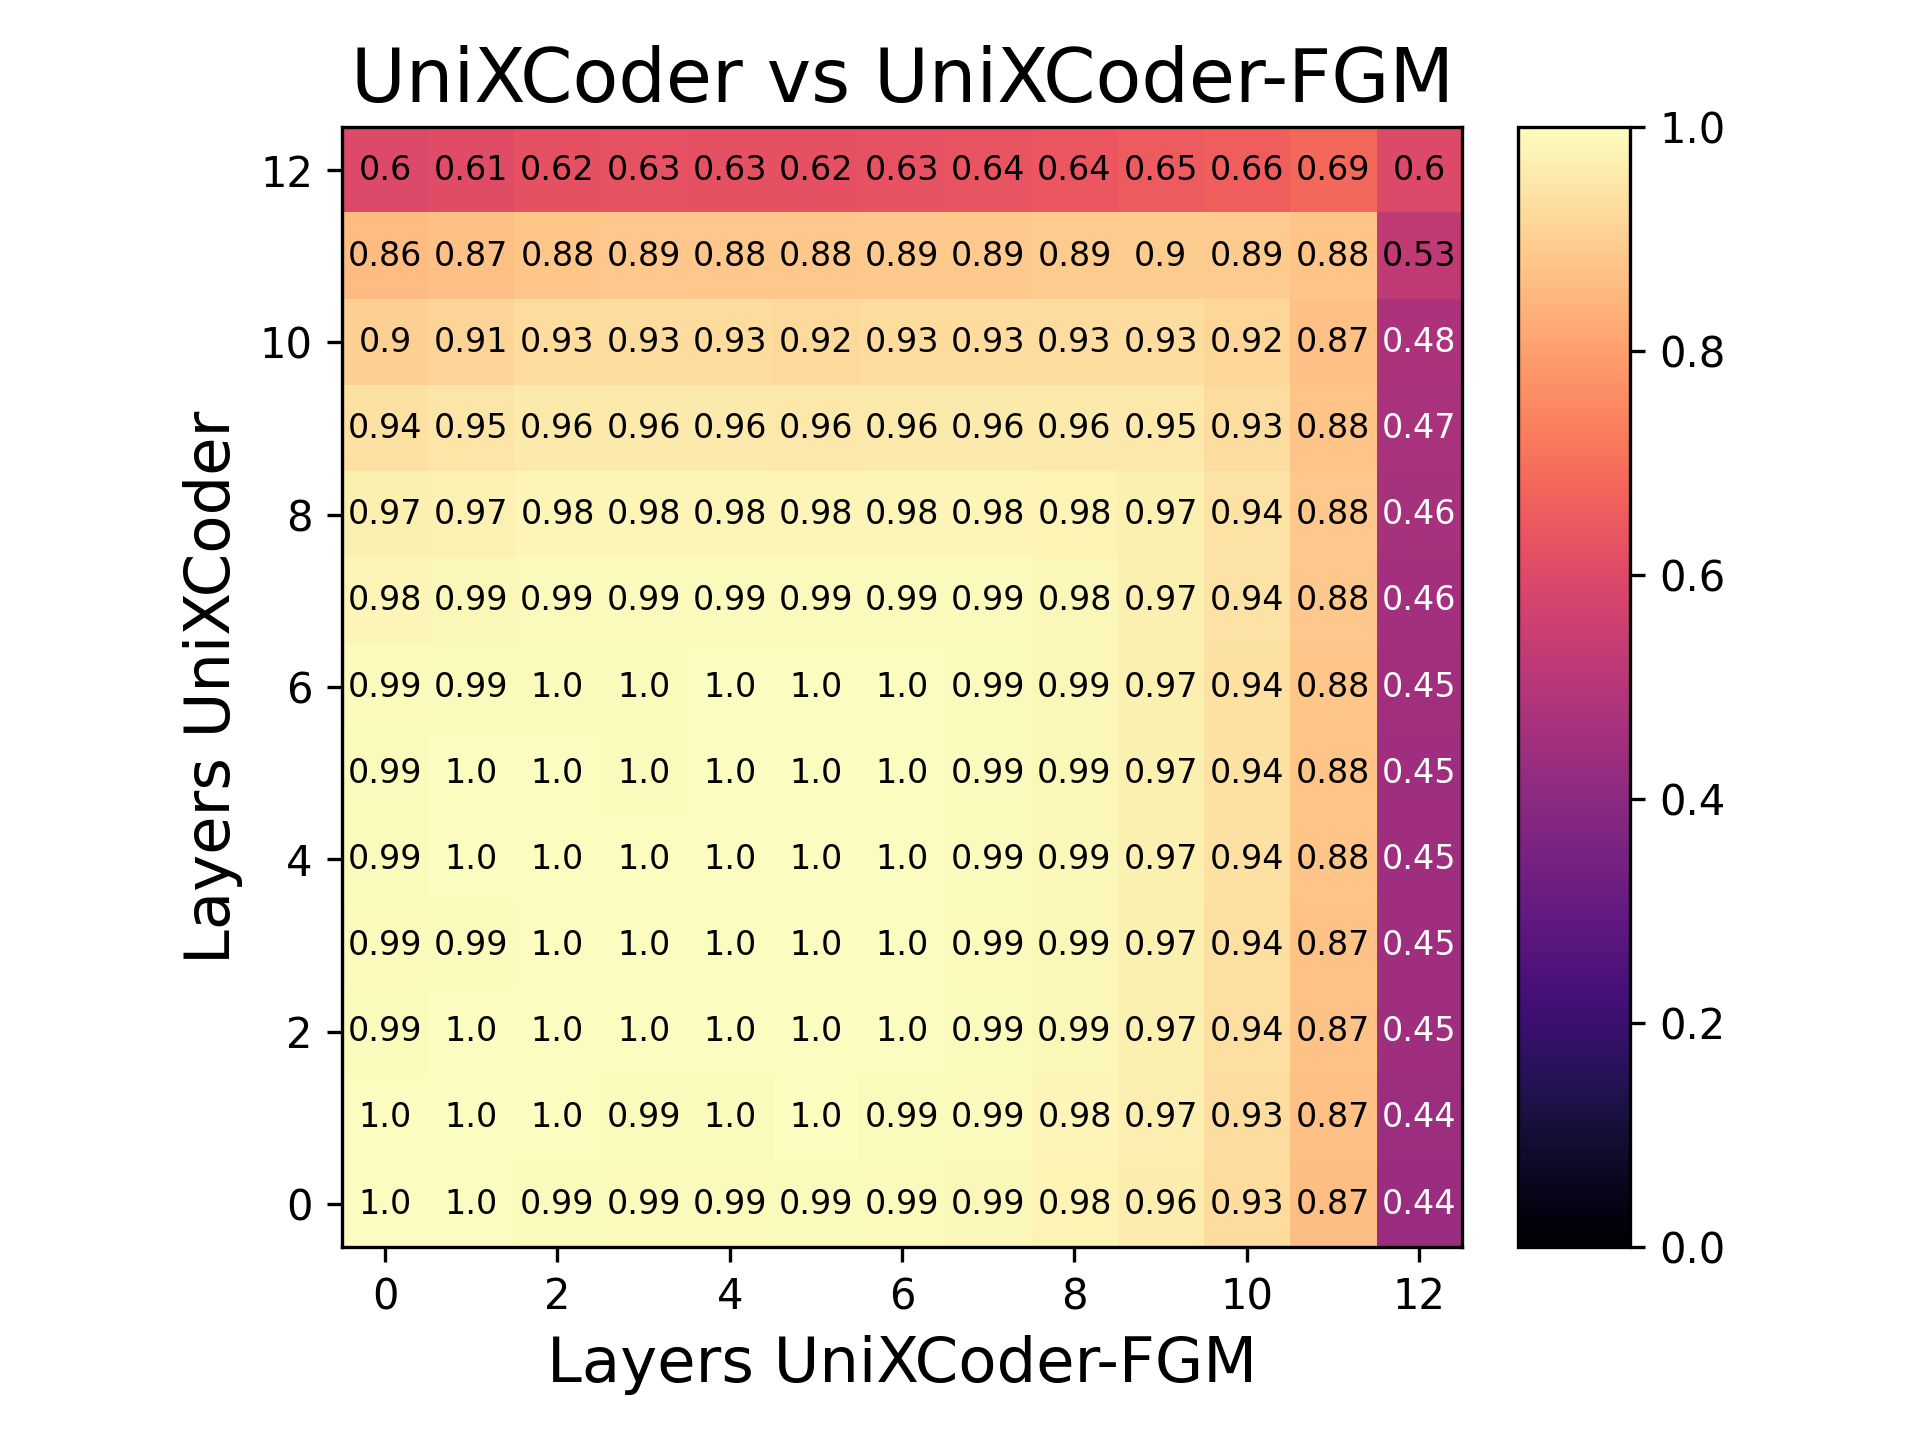 UniXCoder vs UniXCoder-FGM
12 0.6 0.61 0.62 0.63 0.63 0.62 0.63 0.64 0.64 0.65 0.66 0.69 0.6
0.86 0.87 0.88 0.89 0.88 0.88 0.89 0.89 0.89 0.9 0.89 0.88 0.53
10 0.9 0.91 0.93 0.93 0.93 0.92 0.93 0.93 0.93 0.93 0.92 0.87 0.48
0.94 0.95 0.96 0.96 0.96 0.96 0.96 0.96 0.96 0.95 0.93 0.88 0.47
8 0.97 0.97 0.98 0.98 0.98 0.98 0.98 0.98 0.98 0.97 0.94 0.88 0.46
0.98 0.99 0.99 0.99 0.99 0.99 0.99 0.99 0.98 0.97 0.94 0.88 0.46
6 0.99 0.99 1.0 1.0 1.0 1.0 1.0 0.99 0.99 0.97 0.94 0.88 0.45
0.99 1.0 1.0 1.0 1.0 1.0 1.0 0.99 0.99 0.97 0.94 0.88 0.45
4 0.99 1.0 1.0 1.0 1.0 1.0 1.0 0.99 0.99 0.97 0.94 0.88 0.45
0.99 0.99 1.0 1.0 1.0 1.0 1.0 0.99 0.99 0.97 0.94 0.87 0.45
2 0.99 1.0 1.0 1.0 1.0 1.0 1.0 0.99 0.99 0.97 0.94 0.87 0.45
1.0 1.0 1.0 0.99 1.0 1.0 0.99 0.99 0.98 0.97 0.93 0.87 0.44
0 1.0 1.0 0.99 0.99 0.99 0.99 0.99 0.99 0.98 0.96 0.93 0.87 0.44
0 2 4 6 8 10 12
Layers UniXCoder-FGM
Layers UniXCoder
1.0
0.8
0.6
0.4
0.2
0.0